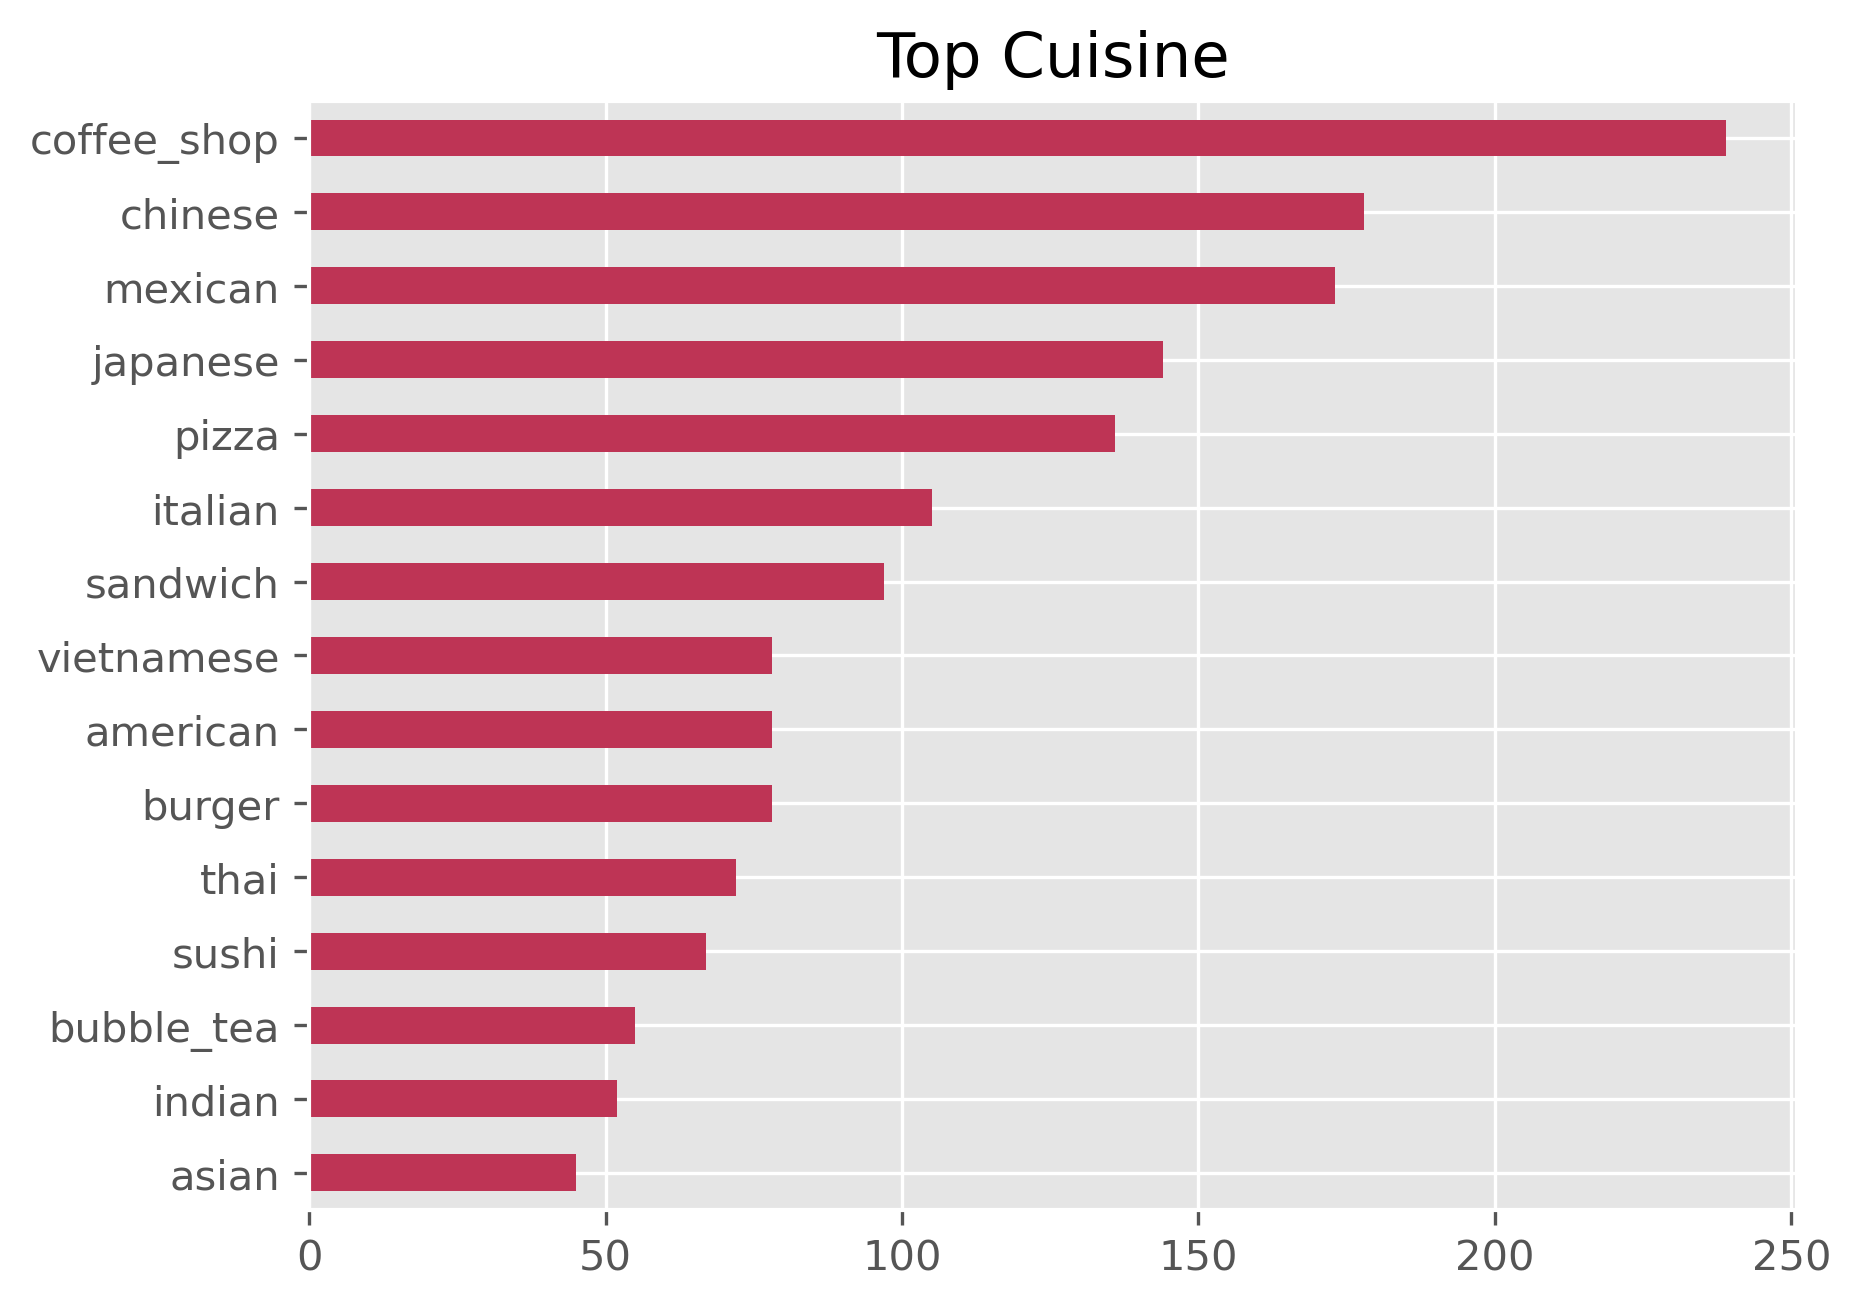 Top Cuisine
coffee_shop
chinese
mexican
japanese
pizza
italian
sandwich
vietnamese
american
burger
thai
sushi
bubble_tea
indian
asian
0 50 100 150 200 250